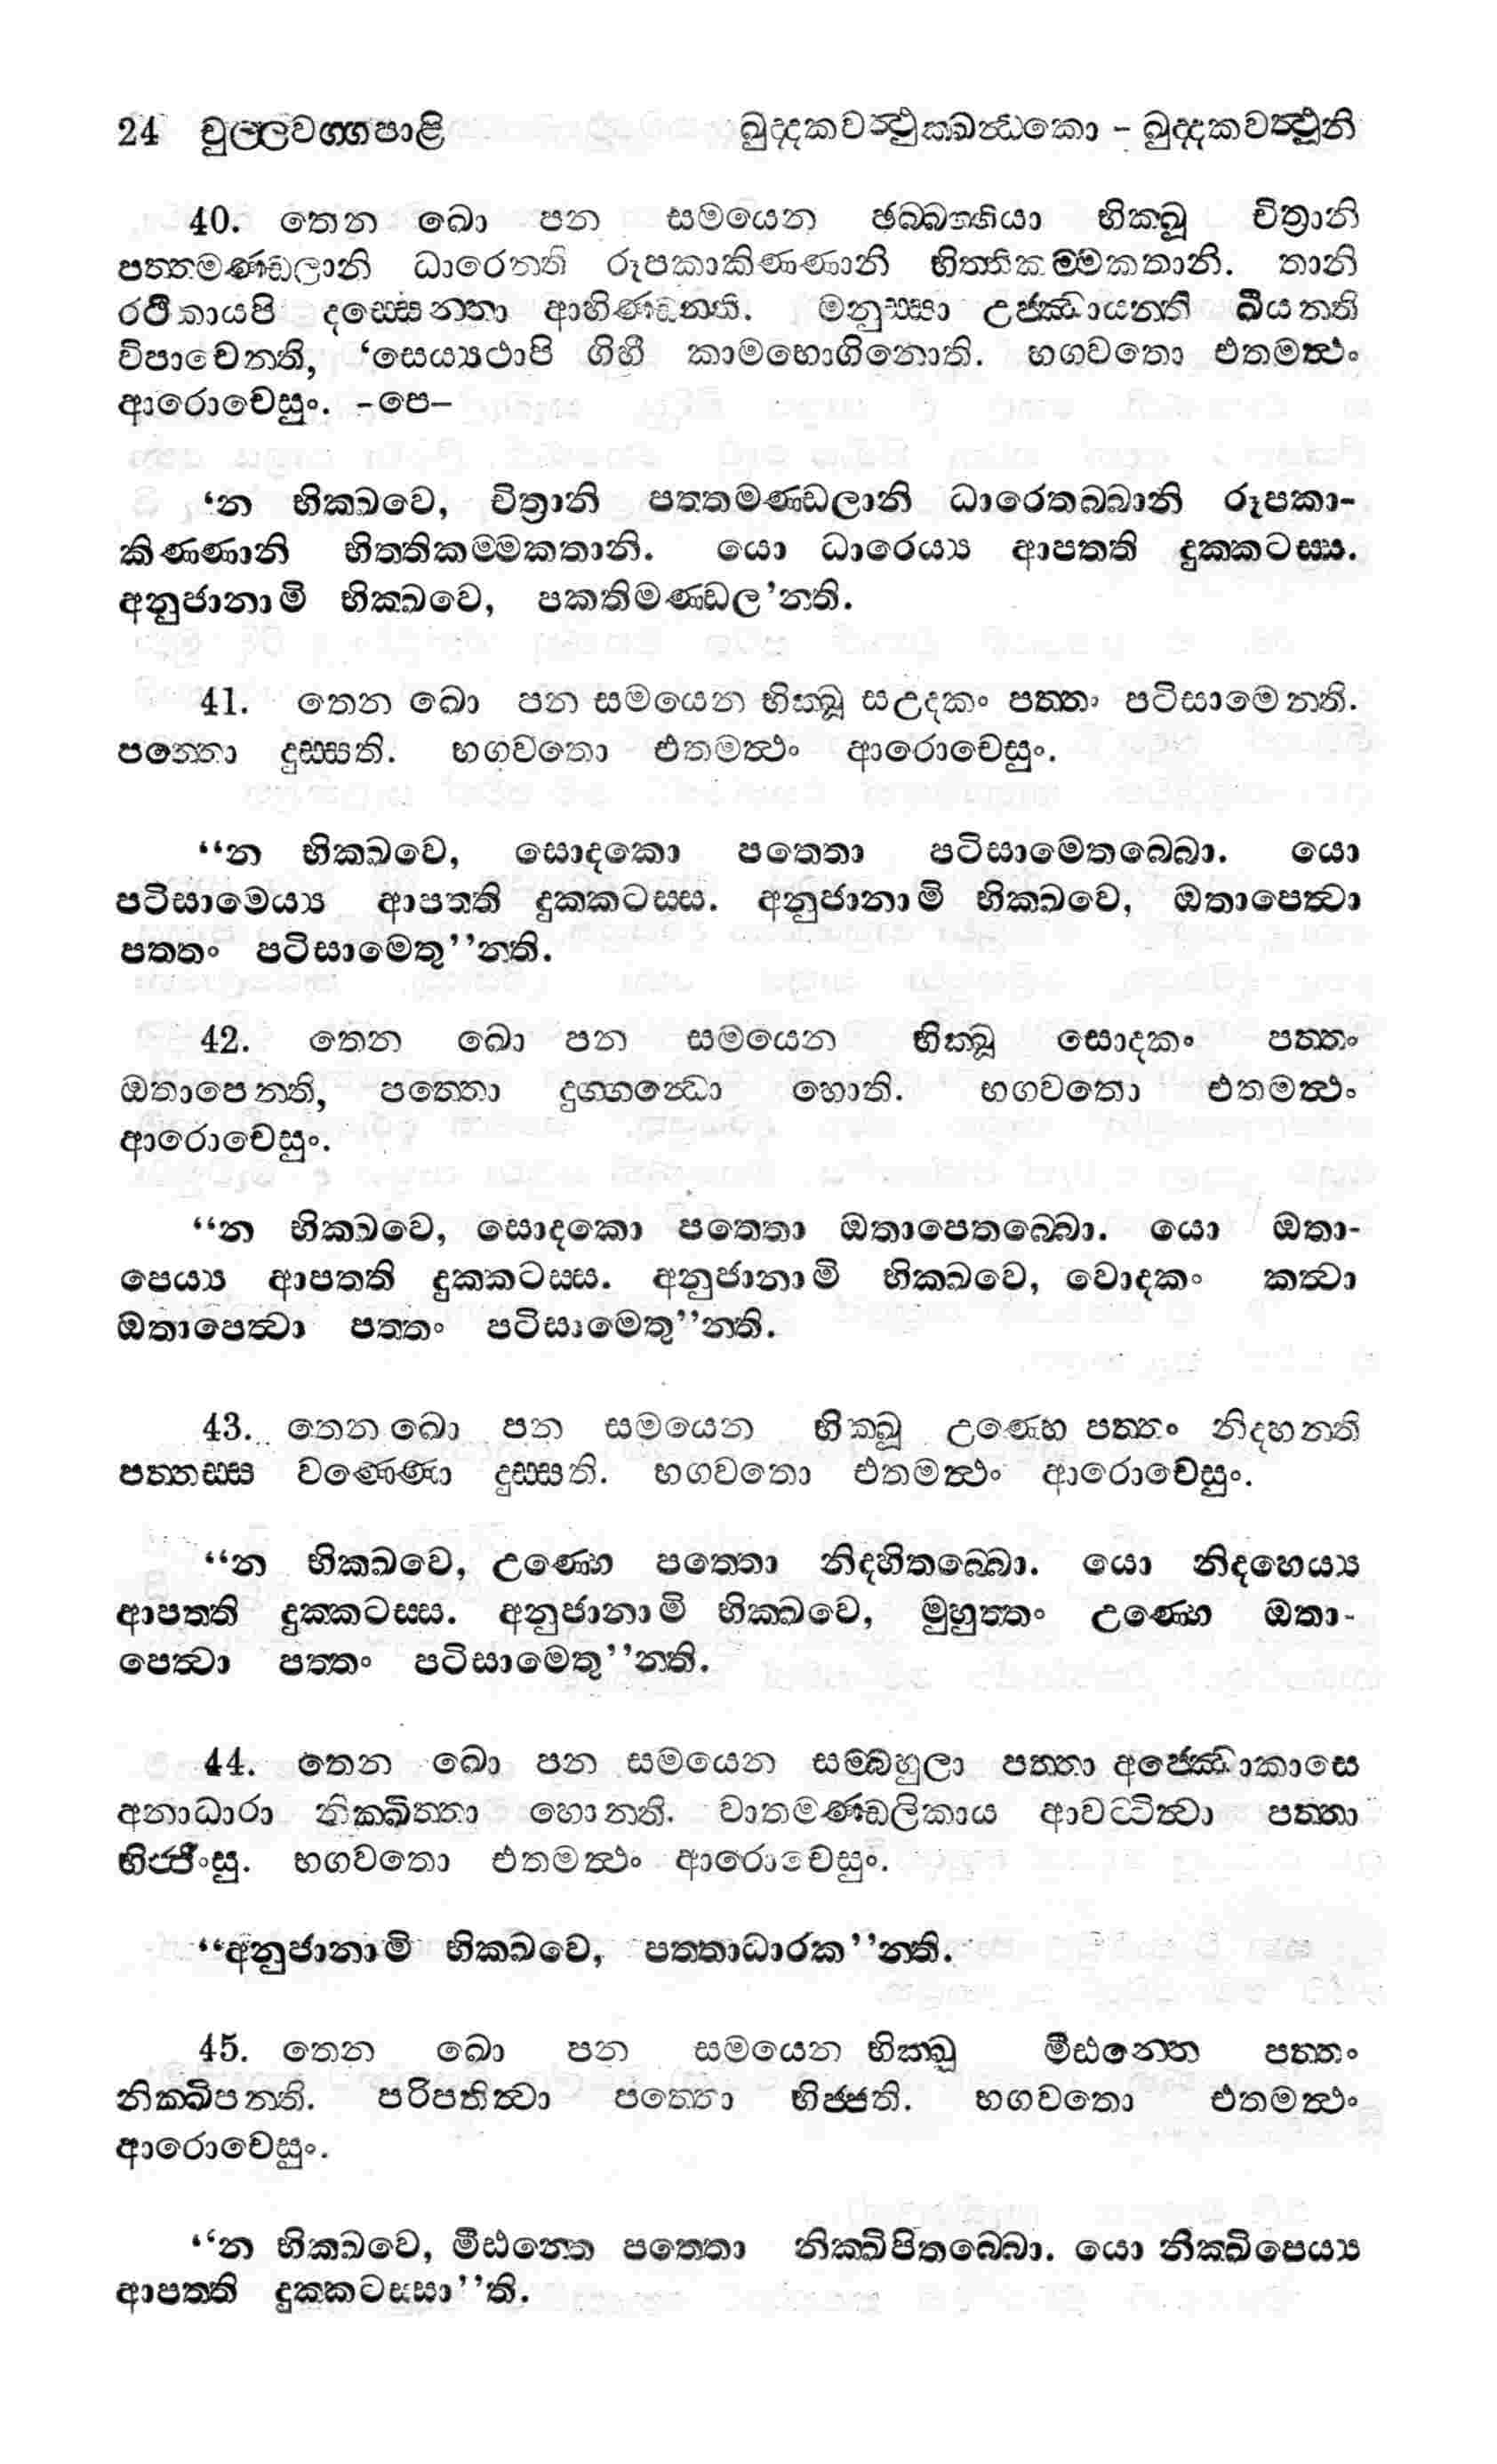 24 චුල්ලවග්ගපාළි ඛුද්දකවත්ථුක්ඛන්ධකො - ඛුද්දකවත්ථූනි
40. තෙන ඛො පන සමයෙන ඡබ්බග්ගියා භික්ඛූ චිත්‍රානි
පත්තමණ්ඩලානි ධාරෙන්ති රූපකාකිණ්ණානි භිත්තිකම්මකතානි. තානි
රථිකායපි දස්සෙන්තා ආහිණ්ඩන්ති. මනුස්සා උජ්ඣායන්ති ඛීයන්ති
විපාචෙන්ති, ‘සෙය්‍යථාපි ගිහී කාමභොගිනොති. භගවතො එතමත්ථං
ආරොචෙසුං. -පෙ-
‘න භික්ඛවෙ, චිත්‍රානි පත්තමණ්ඩලානි ධාරෙතබ්බානි රූපකා-
කිණ්ණානි භිත්තිකම්මකතානි. යො ධාරෙය්‍ය ආපත්ති දුක්කටස්ස.
අනුජානාමි භික්ඛවෙ, පකතිමණ්ඩල’න්ති.
41. තෙන ඛො පන සමයෙන භික්ඛූ සඋදකං පත්තං පටිසාමෙන්ති.
පත්තො දුස්සති. භගවතො එතමත්ථං ආරොචෙසුං.
“න භික්ඛවෙ, සොදකො පත්තො පටිසාමෙතබ්බො. යො
පටිසාමෙය්‍ය ආපත්ති දුක්කටස්ස. අනුජානාමි භික්ඛවෙ, ඔතාපෙත්වා
පත්තං පටිසාමෙතු”න්ති.
42. තෙන ඛො පන සමයෙන භික්ඛූ සොදකං පත්තං
ඔතාපෙන්ති, පත්තො දුග්ගන්ධො හොති. භගවතො එතමත්ථං
ආරොචෙසුං.
“න භික්ඛවෙ, සොදකො පත්තො ඔතාපෙතබ්බො. යො ඔතා-
පෙය්‍ය ආපත්ති දුක්කටස්ස. අනුජානාමි භික්ඛවෙ, වොදකං කත්වා
ඔතාපෙත්වා පත්තං පටිසාමෙතු”න්ති.
43. තෙන ඛො පන සමයෙන භික්ඛූ උණ්හෙ පත්තං නිදහන්ති
පත්තස්ස වණ්ණො දුස්සති. භගවතො එතමත්ථං ආරොචෙසුං.
“න භික්ඛවෙ, උණ්හෙ පත්තො නිදහිතබ්බො. යො නිදහෙය්‍ය
ආපත්ති දුක්කටස්ස. අනුජානාමි භික්ඛවෙ, මුහුත්තං උණ්හෙ ඔතා-
පෙත්වා පත්තං පටිසාමෙතු”න්ති.
44. තෙන ඛො පන සමයෙන සම්බහුලා පත්තා අජ්ඣොකාසෙ
අනාධාරා නික්ඛිත්තා හොන්ති. වාතමණ්ඩලිකාය ආවට්ටිත්වා පත්තා
භිජ්ජිංසු. භගවතො එතමත්ථං ආරොචෙසුං.
“අනුජානාමි භික්ඛවෙ, පත්තාධාරක”න්ති.
45. තෙන ඛො පන සමයෙන භික්ඛූ මීඪන්තෙ පත්තං
නික්ඛිපන්ති. පරිපතිත්වා පත්තො භිජ්ජති. භගවතො එතමත්ථං
ආරොචෙසුං.
“න භික්ඛවෙ, මීඪන්තෙ පත්තො නික්ඛිපිතබ්බො. යො නික්ඛිපෙය්‍ය
ආපත්ති දුක්කටස්සා”ති.